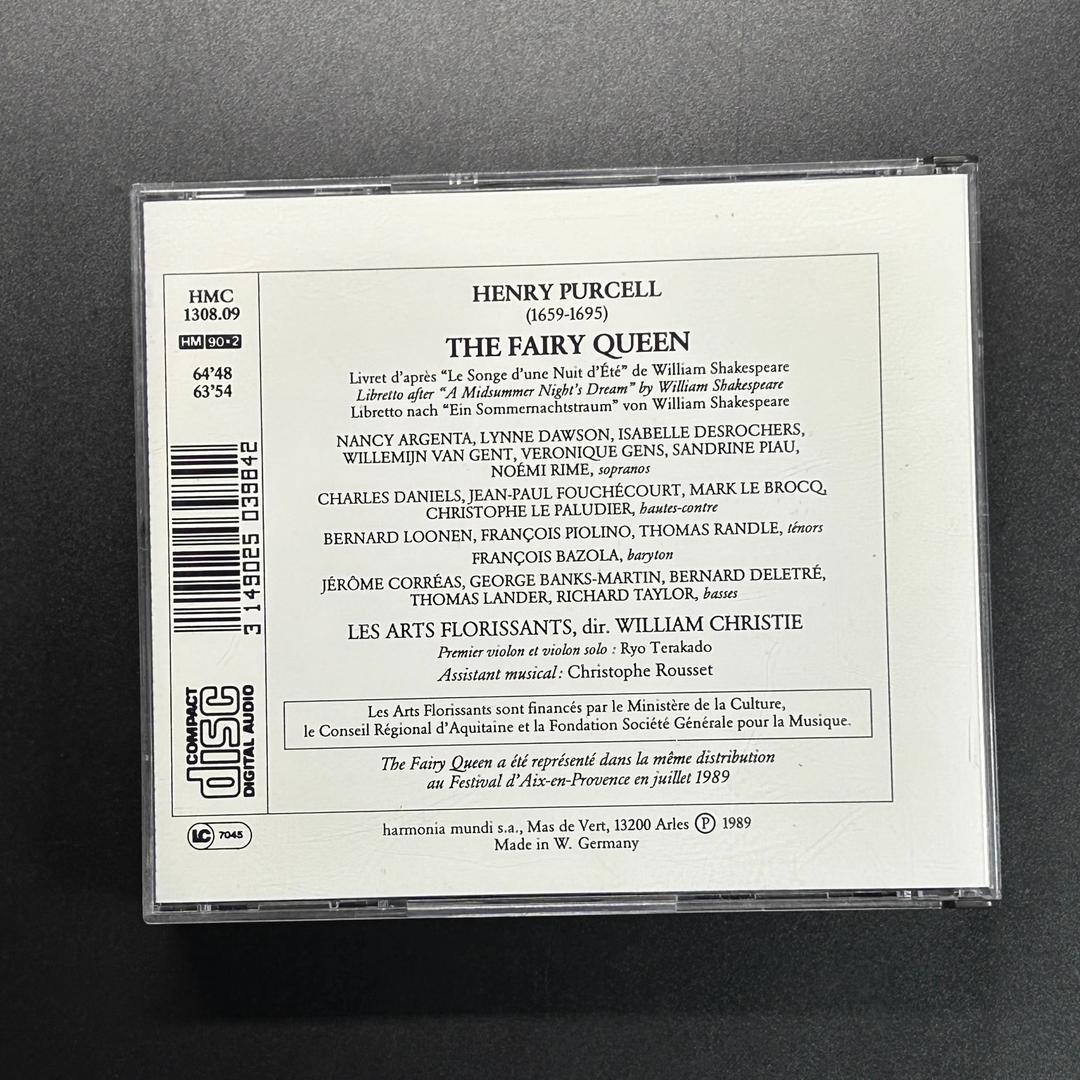 HMC
1308.09
HM 90•2
64'48
63'54
3 149025 039842
COMPACT
disc
DIGITAL AUDIO
LC 7045
HENRY PURCELL
(1659-1695)
THE FAIRY QUEEN
Livret d'après “Le Songe d'une Nuit d'Été” de William Shakespeare
Libretto after “A Midsummer Night's Dream” by William Shakespeare
Libretto nach “Ein Sommernachtstraum” von William Shakespeare
NANCY ARGENTA, LYNNE DAWSON, ISABELLE DESROCHERS,
WILLEMIJN VAN GENT, VERONIQUE GENS, SANDRINE PIAU,
NOÉMI RIME, sopranos
CHARLES DANIELS, JEAN-PAUL FOUCHÉCOURT, MARK LE BROCQ,
CHRISTOPHE LE PALUDIER, hautes-contre
BERNARD LOONEN, FRANÇOIS PIOLINO, THOMAS RANDLE, ténors
FRANÇOIS BAZOLA, baryton
JÉRÔME CORRÉAS, GEORGE BANKS-MARTIN, BERNARD DELETRÉ,
THOMAS LANDER, RICHARD TAYLOR, basses
LES ARTS FLORISSANTS, dir. WILLIAM CHRISTIE
Premier violon et violon solo : Ryo Terakado
Assistant musical : Christophe Rousset
Les Arts Florissants sont financés par le Ministère de la Culture,
le Conseil Régional d'Aquitaine et la Fondation Société Générale pour la Musique.
The Fairy Queen a été représenté dans la même distribution
au Festival d'Aix-en-Provence en juillet 1989
harmonia mundi s.a., Mas de Vert, 13200 Arles Ⓟ 1989
Made in W. Germany